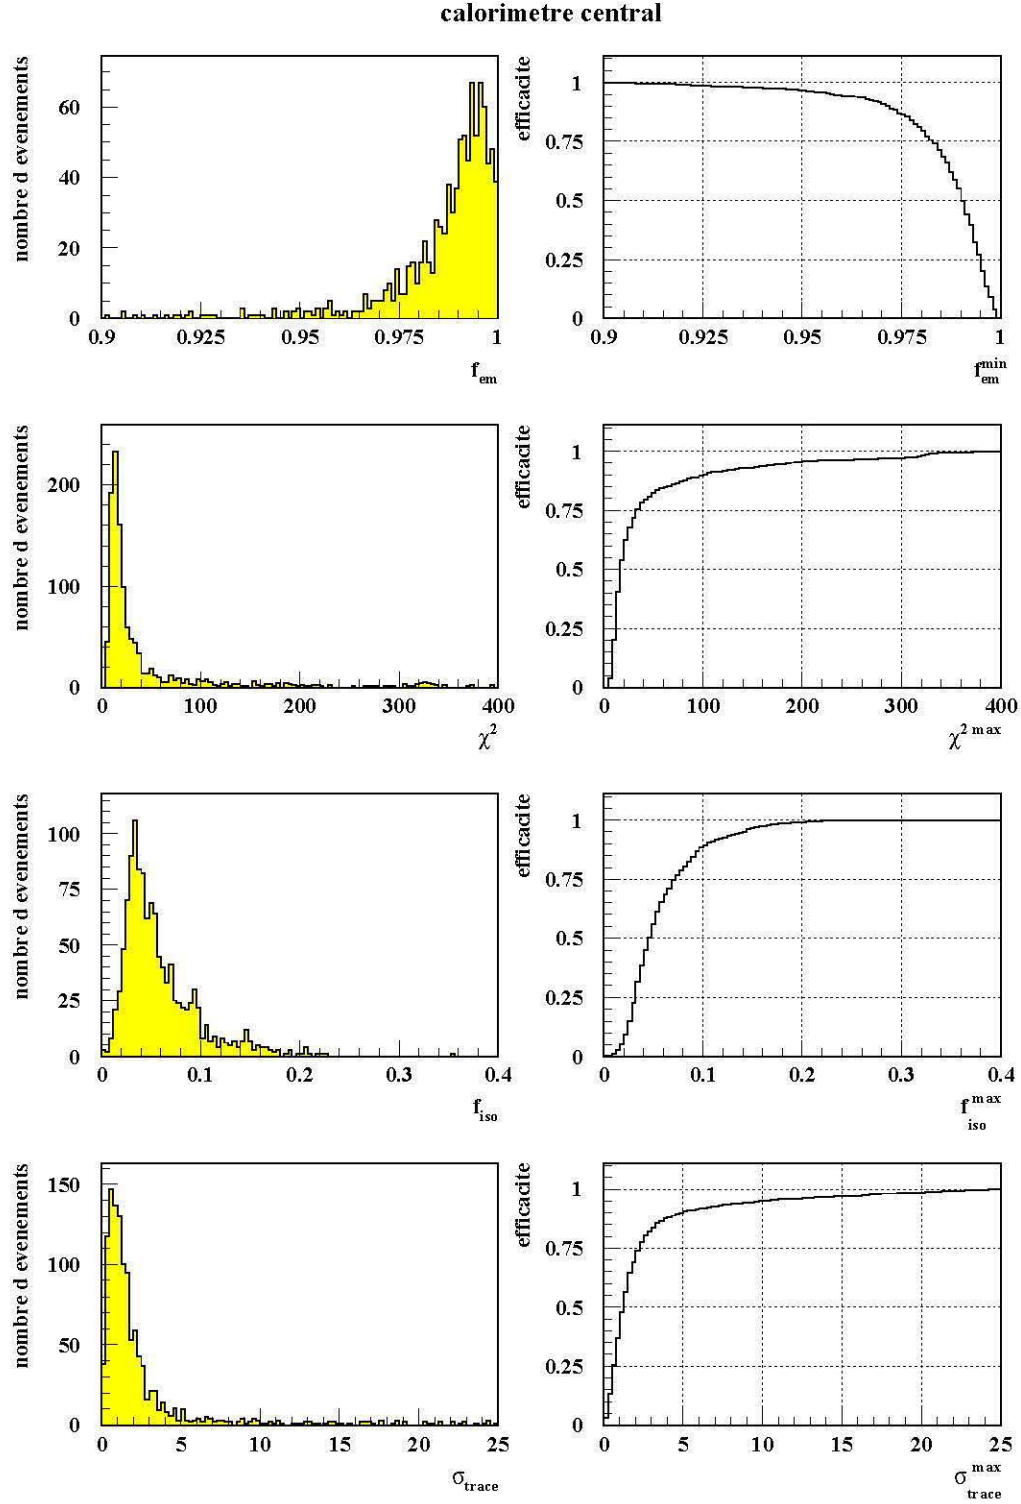 calorimetre central
nombre d evenements
60
40
20
0
0.9 0.925 0.95 0.975 1
f em
efficacite
1
0.75
0.5
0.25
0
0.9 0.925 0.95 0.975 1
f em min
nombre d evenements
200
100
0
0 100 200 300 400
χ2
efficacite
1
0.75
0.5
0.25
0
0 100 200 300 400
χ2 max
nombre d evenements
100
75
50
25
0
0 0.1 0.2 0.3 0.4
f iso
efficacite
1
0.75
0.5
0.25
0
0 0.1 0.2 0.3 0.4
f iso max
nombre d evenements
150
100
50
0
0 5 10 15 20 25
σ trace
efficacite
1
0.75
0.5
0.25
0
0 5 10 15 20 25
σ trace max